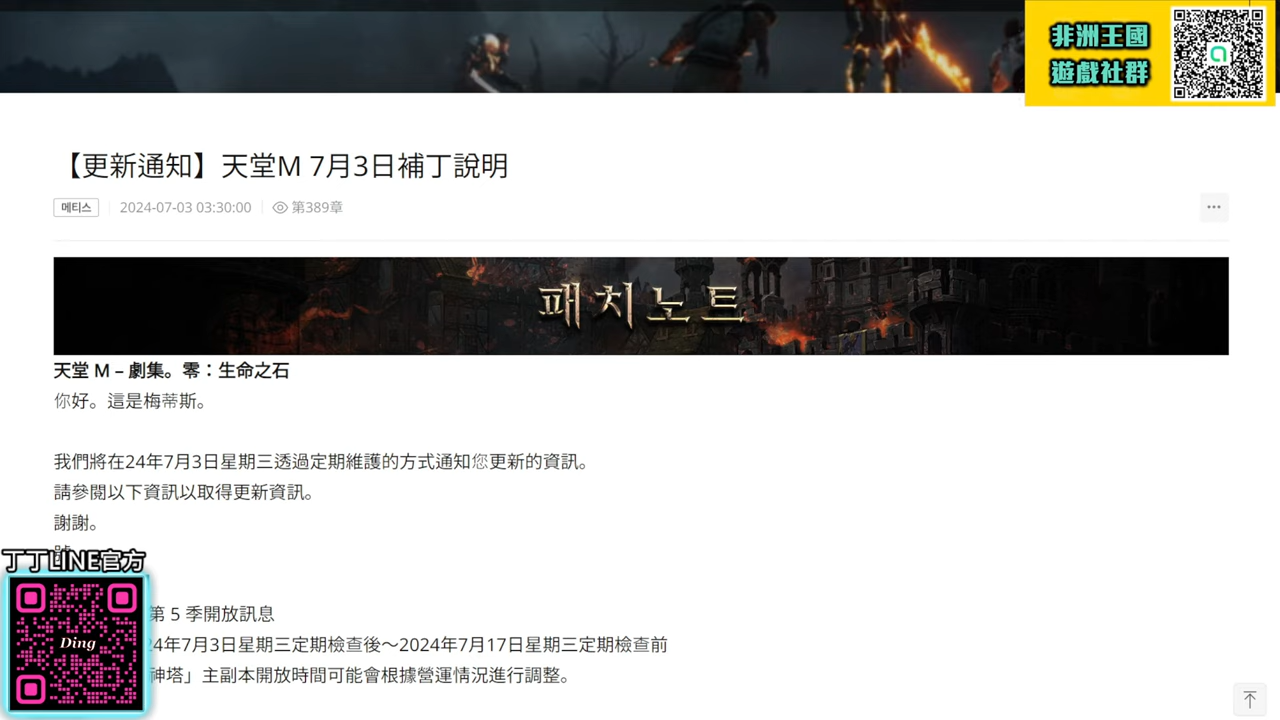 非洲王國
遊戲社群
【更新通知】天堂M 7月3日補丁說明
메티스
2024-07-03 03:30:00
第389章
패치노트
天堂 M – 劇集。零：生命之石
你好。這是梅蒂斯。
我們將在24年7月3日星期三透過定期維護的方式通知您更新的資訊。
請參閱以下資訊以取得更新資訊。
謝謝。
丁丁LINE官方
Ding
第 5 季開放訊息
24年7月3日星期三定期檢查後～2024年7月17日星期三定期檢查前
神塔」主副本開放時間可能會根據營運情況進行調整。